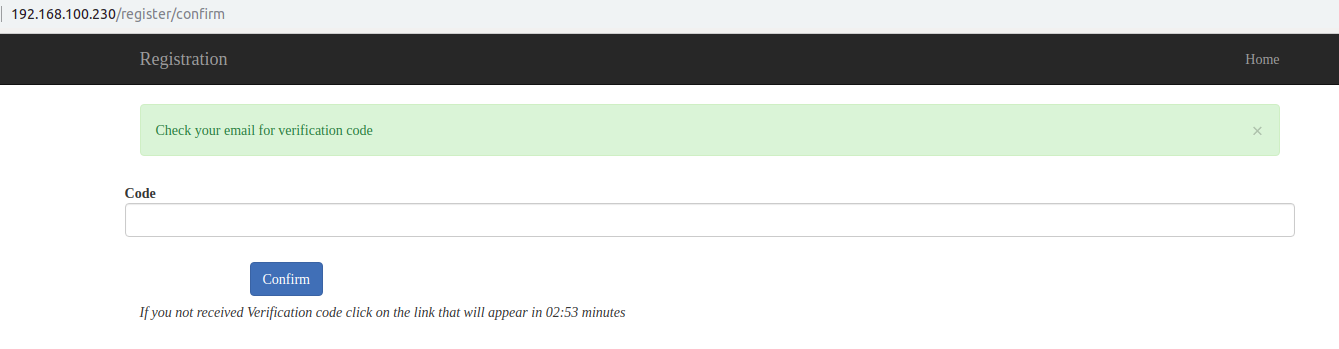 192.168.100.230/register/confirm
Registration
Home
Check your email for verification code
×
Code
Confirm
If you not received Verification code click on the link that will appear in 02:53 minutes